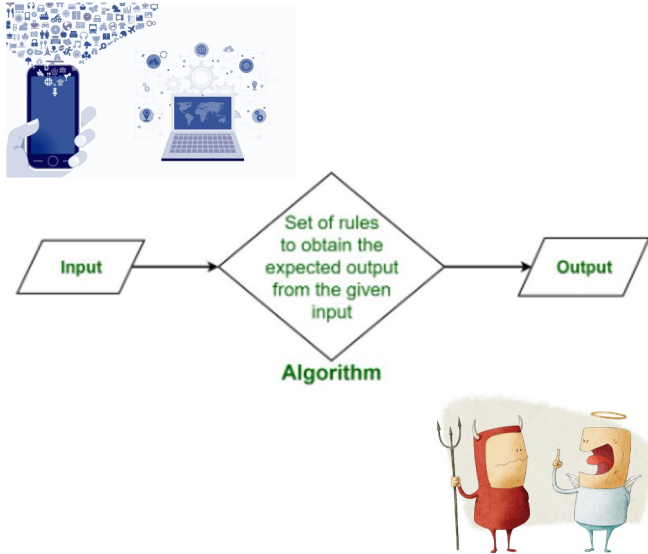 Input
Set of rules
to obtain the
expected output
from the given
input
Output
Algorithm